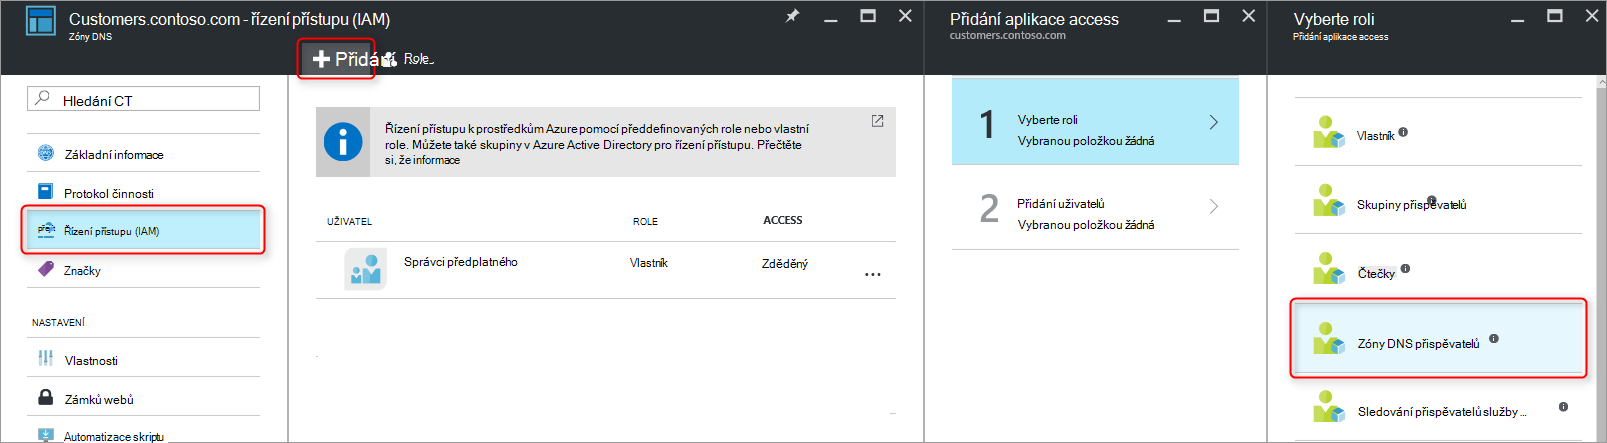 Customers.contoso.com - řízení přístupu (IAM)
Zóny DNS
Přidání
Role..
Hledání CT
Základní informace
Protokol činnosti
přejít
Řízení přístupu (IAM)
Značky
NASTAVENÍ
Vlastnosti
Zámků webů
Automatizace skriptu
Řízení přístupu k prostředkům Azure pomocí předdefinovaných role nebo vlastní
role. Můžete také skupiny v Azure Active Directory pro řízení přístupu. Přečtěte
si, že informace
UŽIVATEL ROLE ACCESS
Správci předplatného Vlastník Zděděný ...
Přidání aplikace access
customers.contoso.com
1
Vyberte roli
Vybranou položkou žádná
2
Přidání uživatelů
Vybranou položkou žádná
Vyberte roli
Přidání aplikace access
Vlastník
Skupiny přispěvatelů
Čtečky
Zóny DNS přispěvatelů
Sledování přispěvatelů služby ...